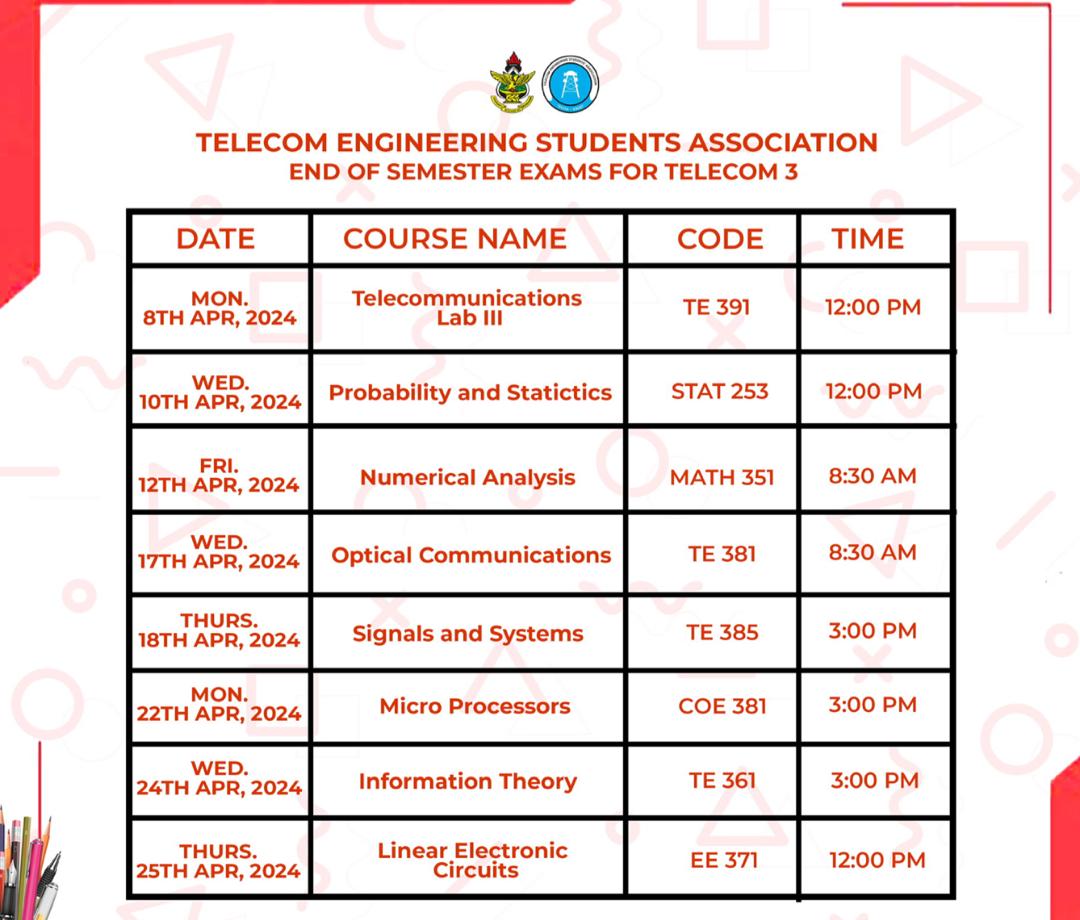 TELECOM ENGINEERING STUDENTS ASSOCIATION
END OF SEMESTER EXAMS FOR TELECOM 3
DATE COURSE NAME CODE TIME
MON.
8TH APR, 2024
Telecommunications
Lab III
TE 391
12:00 PM
WED.
10TH APR, 2024
Probability and Statictics
STAT 253
12:00 PM
FRI.
12TH APR, 2024
Numerical Analysis
MATH 351
8:30 AM
WED.
17TH APR, 2024
Optical Communications
TE 381
8:30 AM
THURS.
18TH APR, 2024
Signals and Systems
TE 385
3:00 PM
MON.
22TH APR, 2024
Micro Processors
COE 381
3:00 PM
WED.
24TH APR, 2024
Information Theory
TE 361
3:00 PM
THURS.
25TH APR, 2024
Linear Electronic
Circuits
EE 371
12:00 PM